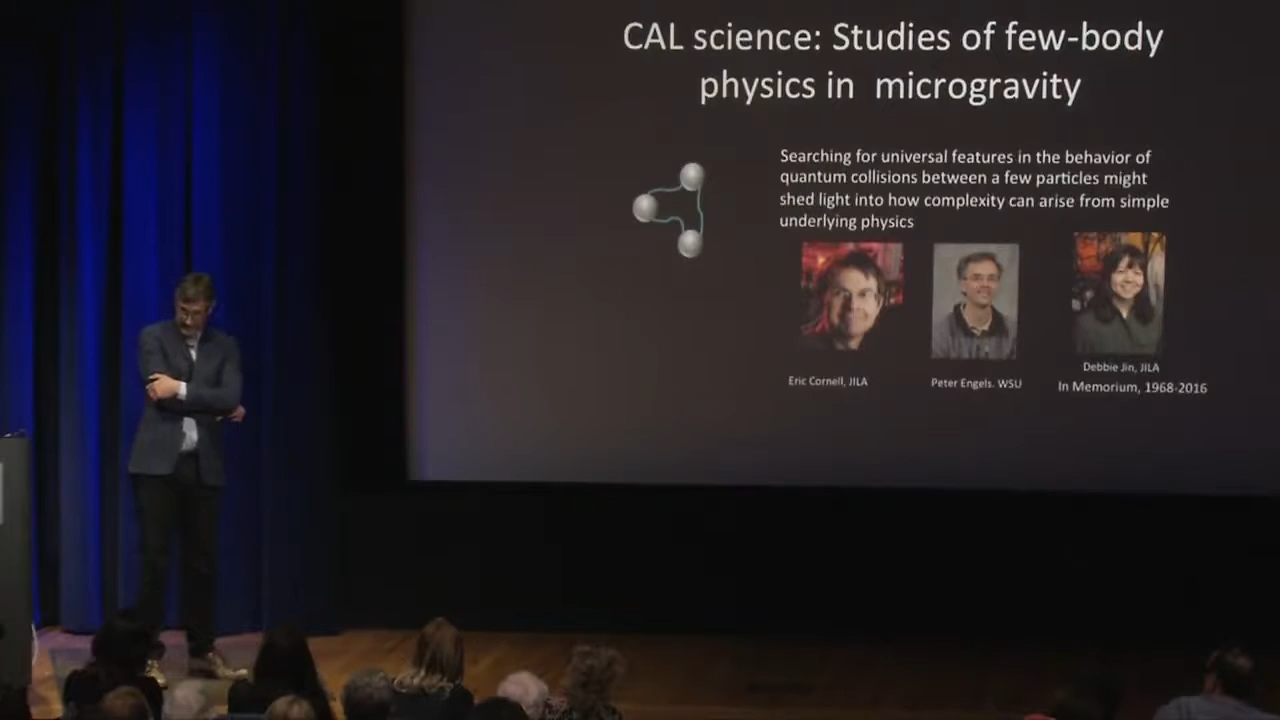 CAL science: Studies of few-body
physics in microgravity
Searching for universal features in the behavior of
quantum collisions between a few particles might
shed light into how complexity can arise from simple
underlying physics
Eric Cornell, JILA
Peter Engels. WSU
Debbie Jin, JILA
In Memorium, 1968-2016